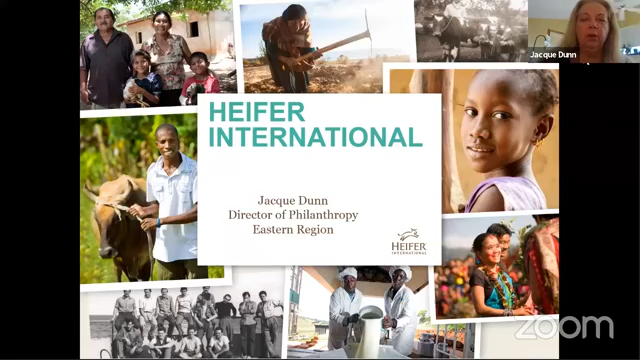 Jacque Dunn
HEIFER
INTERNATIONAL
Jacque Dunn
Director of Philanthropy
Eastern Region
HEIFER
INTERNATIONAL
zoom